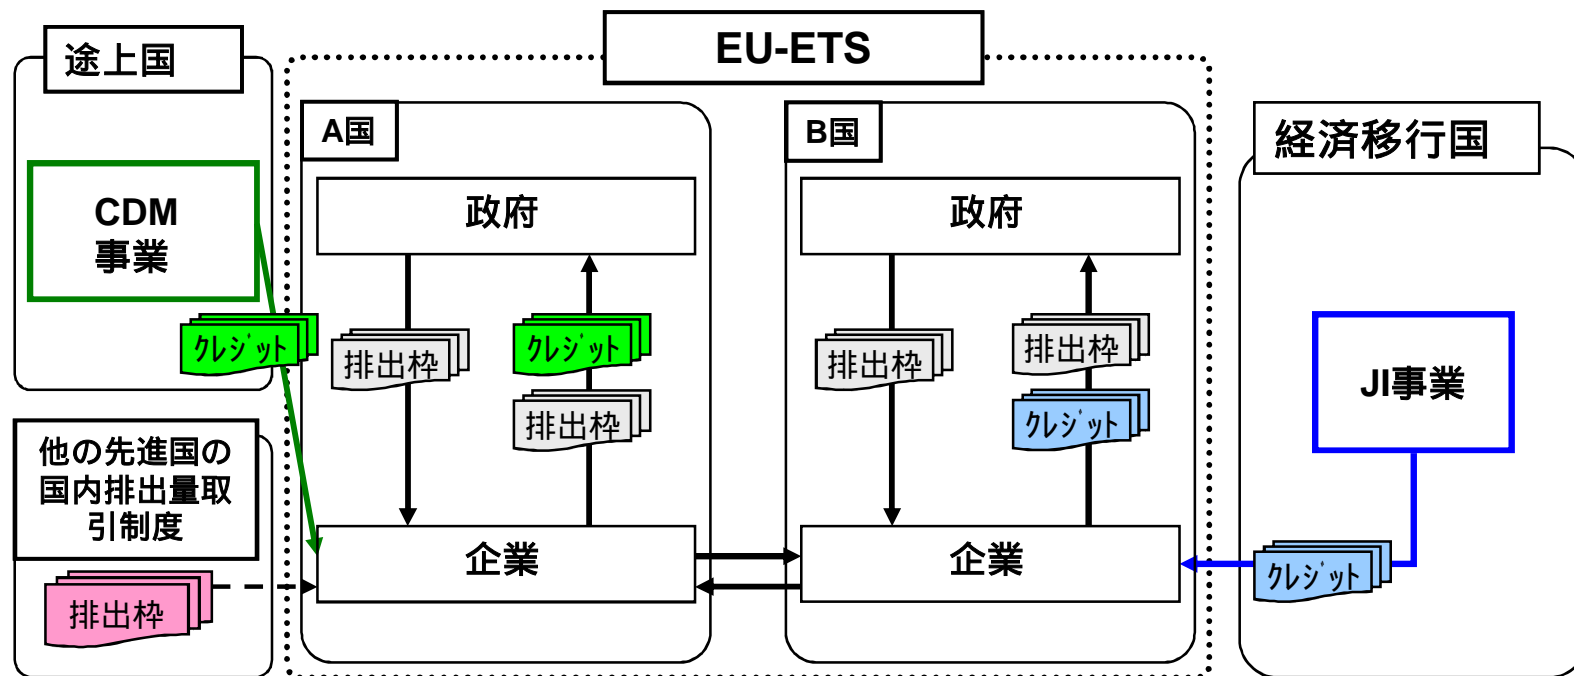 EU-ETS
途上国
CDM
事業
クレジット
他の先進国の
国内排出量取
引制度
排出枠
A国
政府
排出枠
クレジット
排出枠
企業
B国
政府
排出枠
排出枠
クレジット
企業
経済移行国
JI事業
クレジット